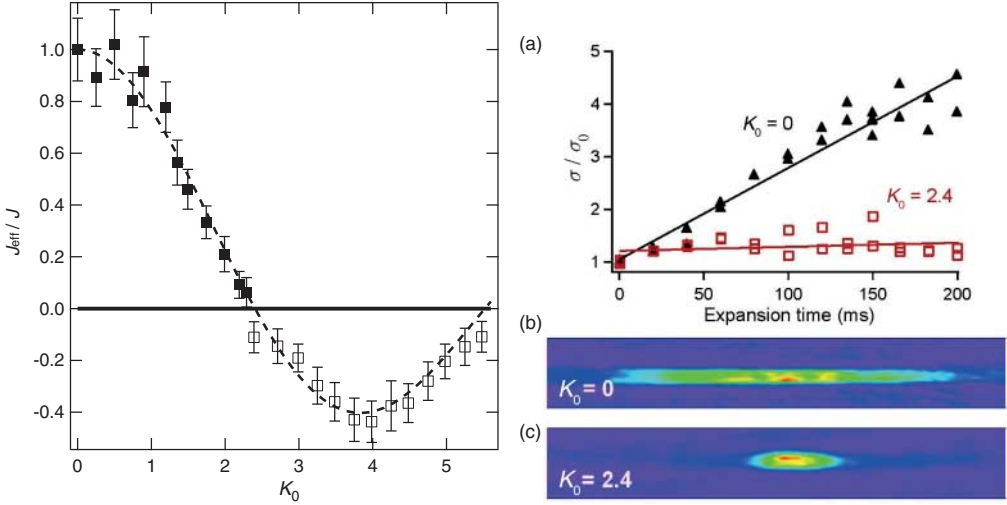 1.0
0.8
0.6
0.4
0.2
0.0
-0.2
-0.4
J_eff / J
0 1 2 3 4 5
K_0
(a)
5
4
3
2
1
σ / σ_0
K_0 = 0
K_0 = 2.4
0 50 100 150 200
Expansion time (ms)
(b)
K_0 = 0
(c)
K_0 = 2.4